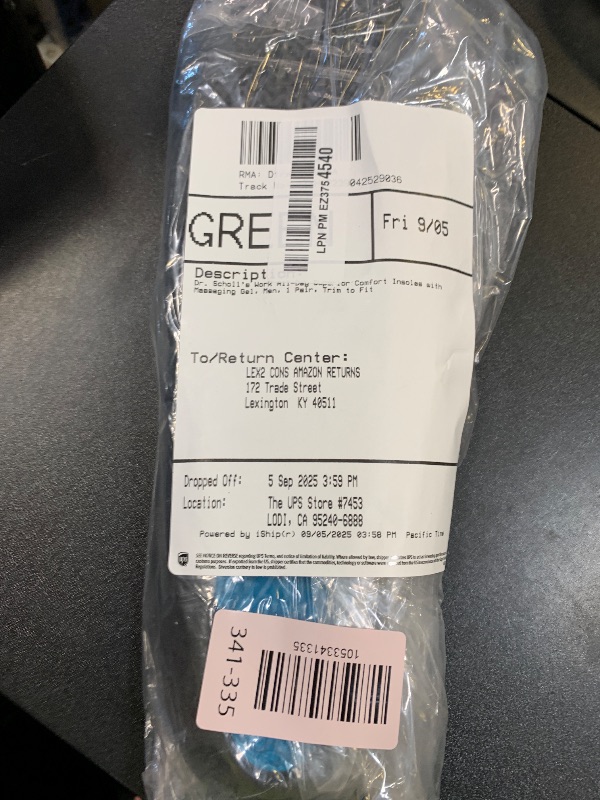 RMA: D
Track 042529036
LPN PM EZ3754540
GRE
Fri 9/05
Descripti
Dr. Scholl's Work All-Day for Comfort Insoles with
Massaging Gel, Men, 1 Pair, Trim to Fit
To/Return Center:
LEX2 CONS AMAZON RETURNS
172 Trade Street
Lexington KY 40511
Dropped Off: 5 Sep 2025 3:59 PM
Location: The UPS Store #7453
LODI, CA 95240-6888
Powered by iShip(r) 09/05/2025 03:58 PM Pacific Time
341-335
1053341335